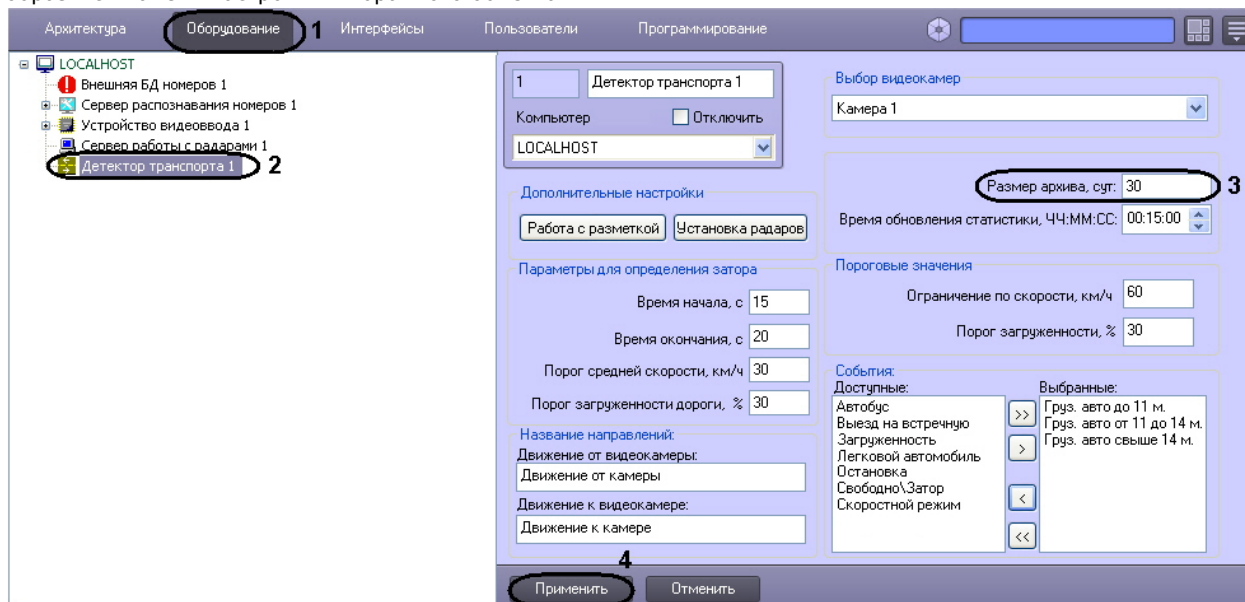 Архитектура
Оборудование
1
Интерфейсы
Пользователи
Программирование
LOCALHOST
Внешняя БД номеров 1
Сервер распознавания номеров 1
Устройство видеоввода 1
Сервер работы с радарами 1
Детектор транспорта 1
2
1
Детектор транспорта 1
Компьютер
Отключить
LOCALHOST
Дополнительные настройки
Работа с разметкой
Установка радаров
Параметры для определения затора
Время начала, с 15
Время окончания, с 20
Порог средней скорости, км/ч 30
Порог загруженности дороги, % 30
Название направлений:
Движение от видеокамеры:
Движение от камеры
Движение к видеокамере:
Движение к камере
Выбор видеокамер
Камера 1
Размер архива, сут: 30
3
Время обновления статистики, ЧЧ:ММ:СС: 00:15:00
Пороговые значения
Ограничение по скорости, км/ч 60
Порог загруженности, % 30
События:
Доступные:
Автобус
Выезд на встречную
Загруженность
Легковой автомобиль
Остановка
Свободно\Затор
Скоростной режим
>>
>
<
<<
Выбранные:
Груз. авто до 11 м.
Груз. авто от 11 до 14 м.
Груз. авто свыше 14 м.
4
Применить
Отменить